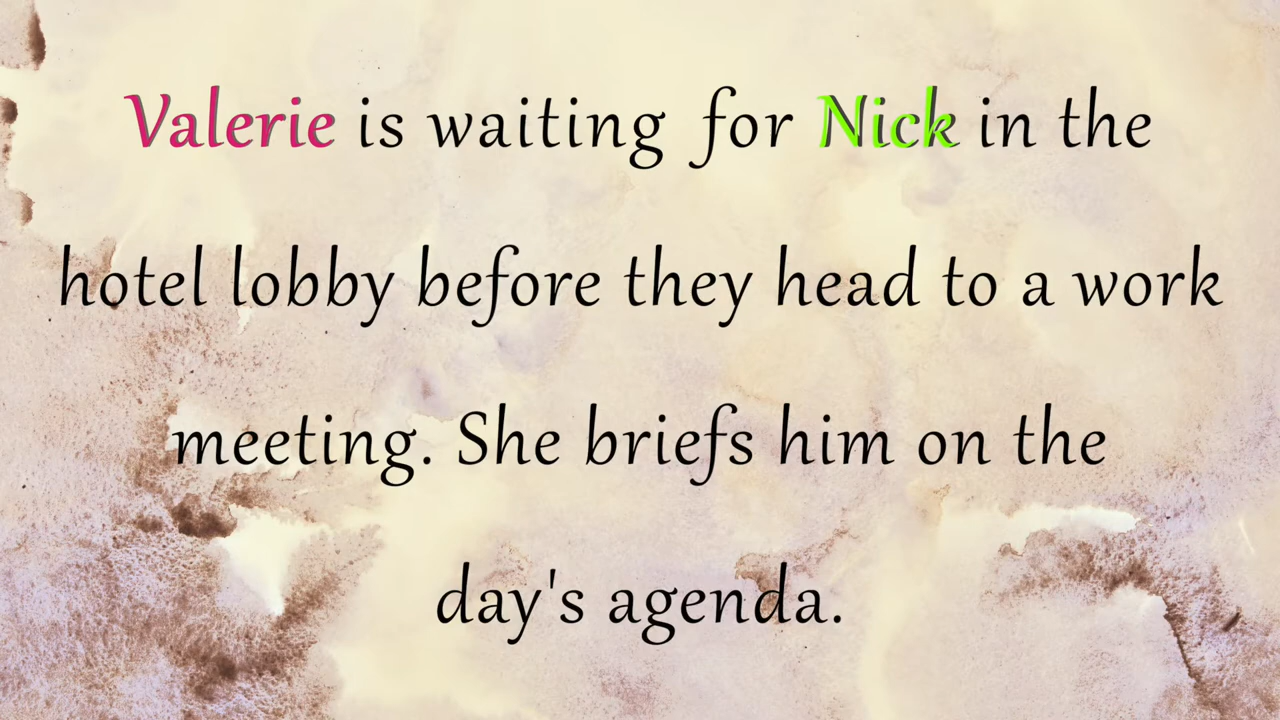 Valerie is waiting for Nick in the
hotel lobby before they head to a work
meeting. She briefs him on the
day's agenda.